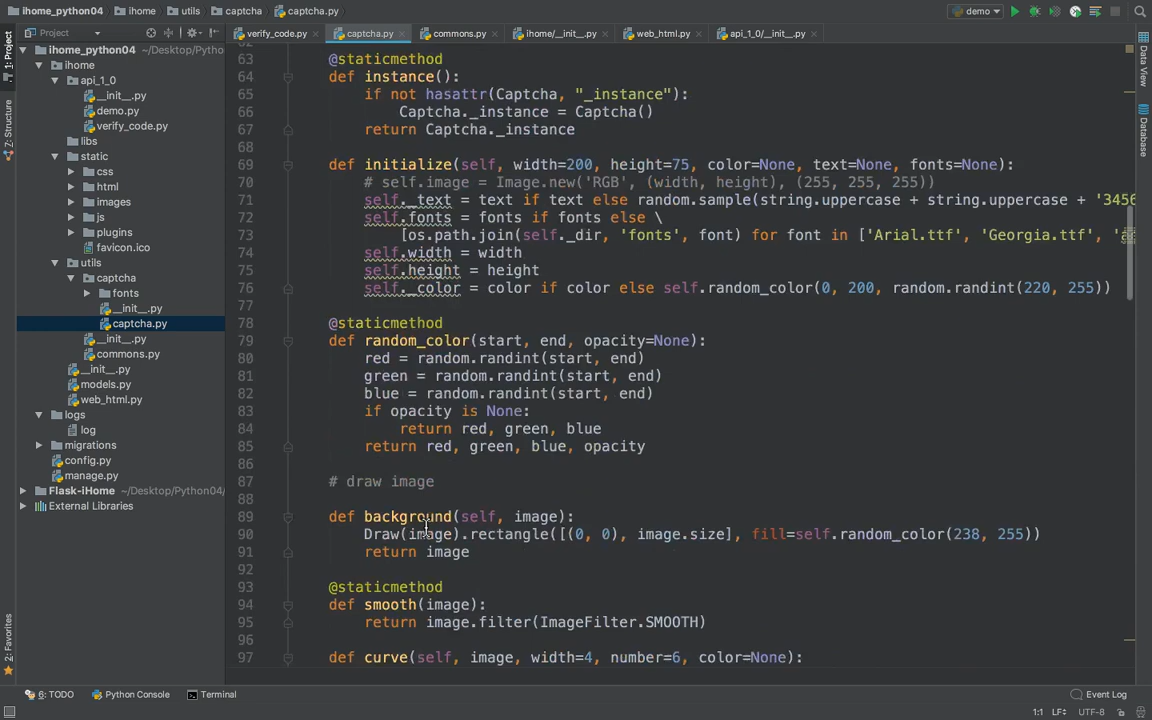 ihome_python04 ihome utils captcha captcha.py demo
Project verify_code.py captcha.py commons.py ihome/__init__.py web_html.py api_1_0/__init__.py
1: Project
7: Structure
2: Favorites
ihome_python04 ~/Desktop/Pytho
ihome
api_1_0
__init__.py
demo.py
verify_code.py
libs
static
css
html
images
js
plugins
favicon.ico
utils
captcha
fonts
__init__.py
captcha.py
__init__.py
commons.py
__init__.py
models.py
web_html.py
logs
log
migrations
config.py
manage.py
Flask-iHome ~/Desktop/Python04/
External Libraries
63 @staticmethod
64 def instance():
65 if not hasattr(Captcha, "_instance"):
66 Captcha._instance = Captcha()
67 return Captcha._instance
68
69 def initialize(self, width=200, height=75, color=None, text=None, fonts=None):
70 # self.image = Image.new('RGB', (width, height), (255, 255, 255))
71 self._text = text if text else random.sample(string.uppercase + string.uppercase + '3456
72 self.fonts = fonts if fonts else \
73 [os.path.join(self._dir, 'fonts', font) for font in ['Arial.ttf', 'Georgia.ttf',
74 self.width = width
75 self.height = height
76 self._color = color if color else self.random_color(0, 200, random.randint(220, 255))
77
78 @staticmethod
79 def random_color(start, end, opacity=None):
80 red = random.randint(start, end)
81 green = random.randint(start, end)
82 blue = random.randint(start, end)
83 if opacity is None:
84 return red, green, blue
85 return red, green, blue, opacity
86
87 # draw image
88
89 def background(self, image):
90 Draw(image).rectangle([(0, 0), image.size], fill=self.random_color(238, 255))
91 return image
92
93 @staticmethod
94 def smooth(image):
95 return image.filter(ImageFilter.SMOOTH)
96
97 def curve(self, image, width=4, number=6, color=None):
Data View
Database
6: TODO Python Console Terminal Event Log
1:1 LF UTF-8